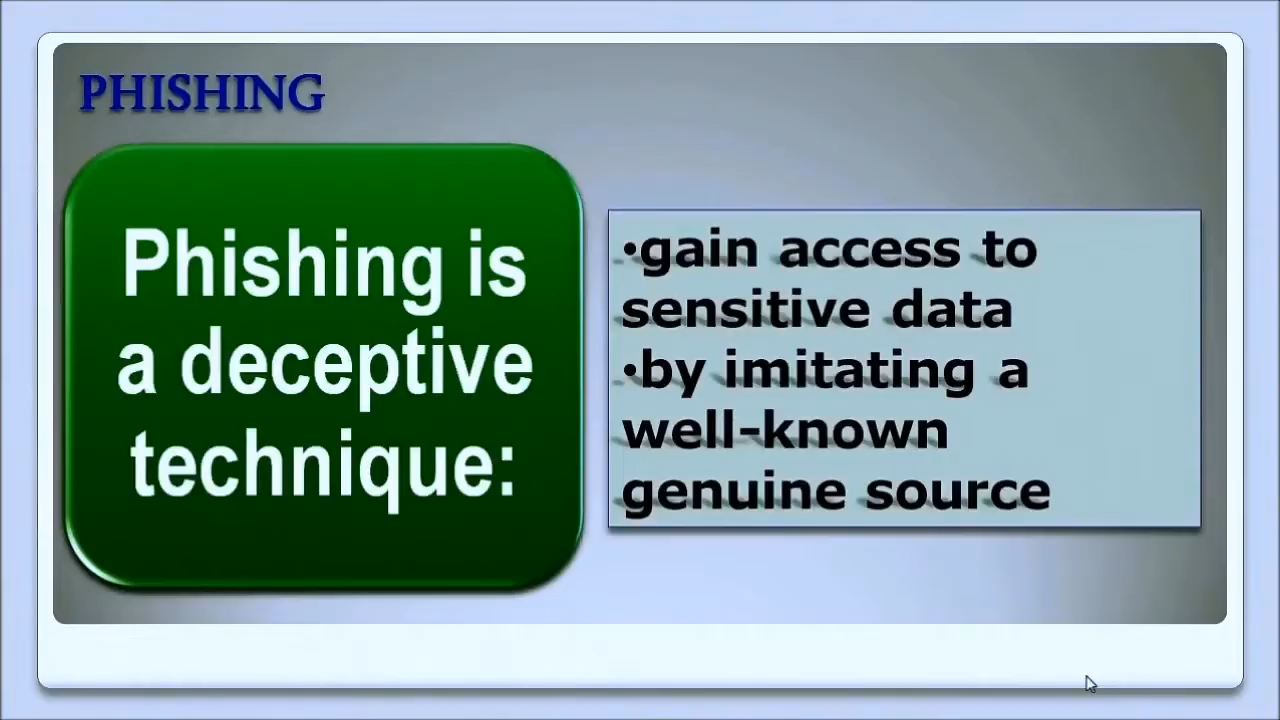 PHISHING
Phishing is
a deceptive
technique:
•gain access to
sensitive data
•by imitating a
well-known
genuine source